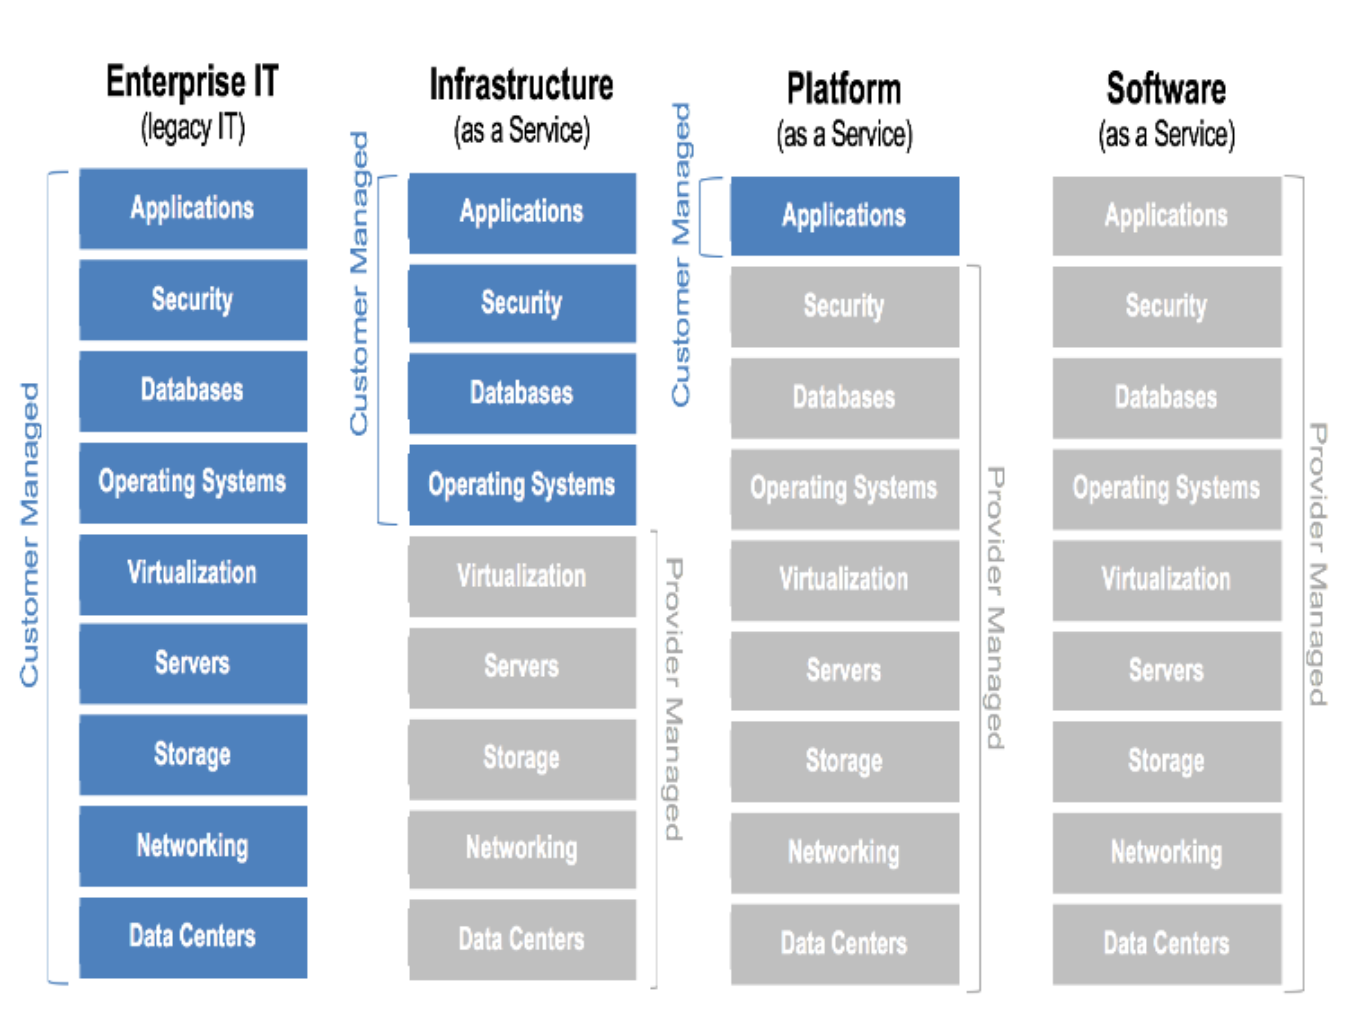 Enterprise IT
(legacy IT)
Customer Managed
Applications
Security
Databases
Operating Systems
Virtualization
Servers
Storage
Networking
Data Centers
Infrastructure
(as a Service)
Customer Managed
Applications
Security
Databases
Operating Systems
Virtualization
Servers
Storage
Networking
Data Centers
Provider Managed
Platform
(as a Service)
Customer Managed
Applications
Security
Databases
Operating Systems
Virtualization
Servers
Storage
Networking
Data Centers
Provider Managed
Software
(as a Service)
Applications
Security
Databases
Operating Systems
Virtualization
Servers
Storage
Networking
Data Centers
Provider Managed